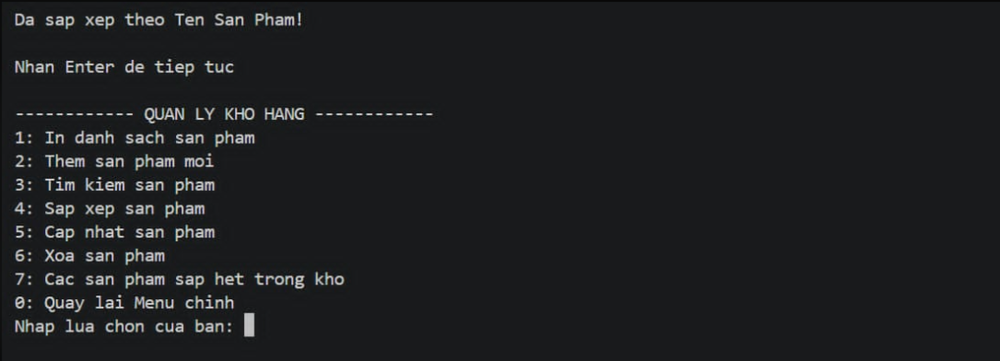 Da sap xep theo Ten San Pham!
Nhan Enter de tiep tuc
------------ QUAN LY KHO HANG ------------
1: In danh sach san pham
2: Them san pham moi
3: Tim kiem san pham
4: Sap xep san pham
5: Cap nhat san pham
6: Xoa san pham
7: Cac san pham sap het trong kho
0: Quay lai Menu chinh
Nhap lua chon cua ban: